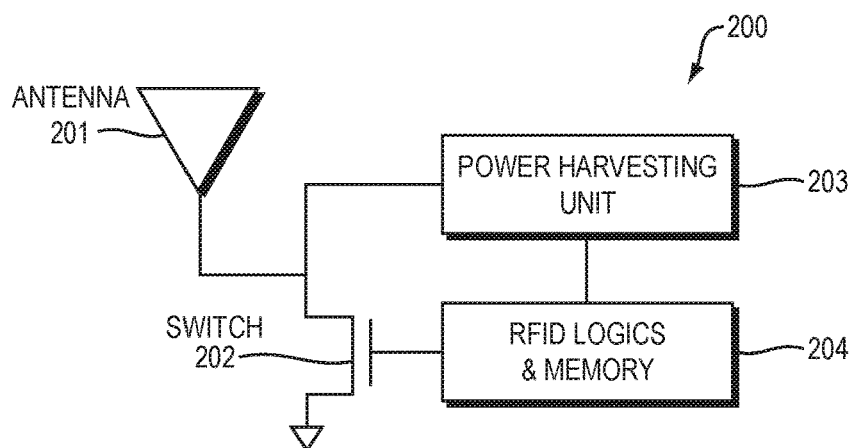 200
ANTENNA
201
POWER HARVESTING
UNIT
203
SWITCH
202
RFID LOGICS
& MEMORY
204